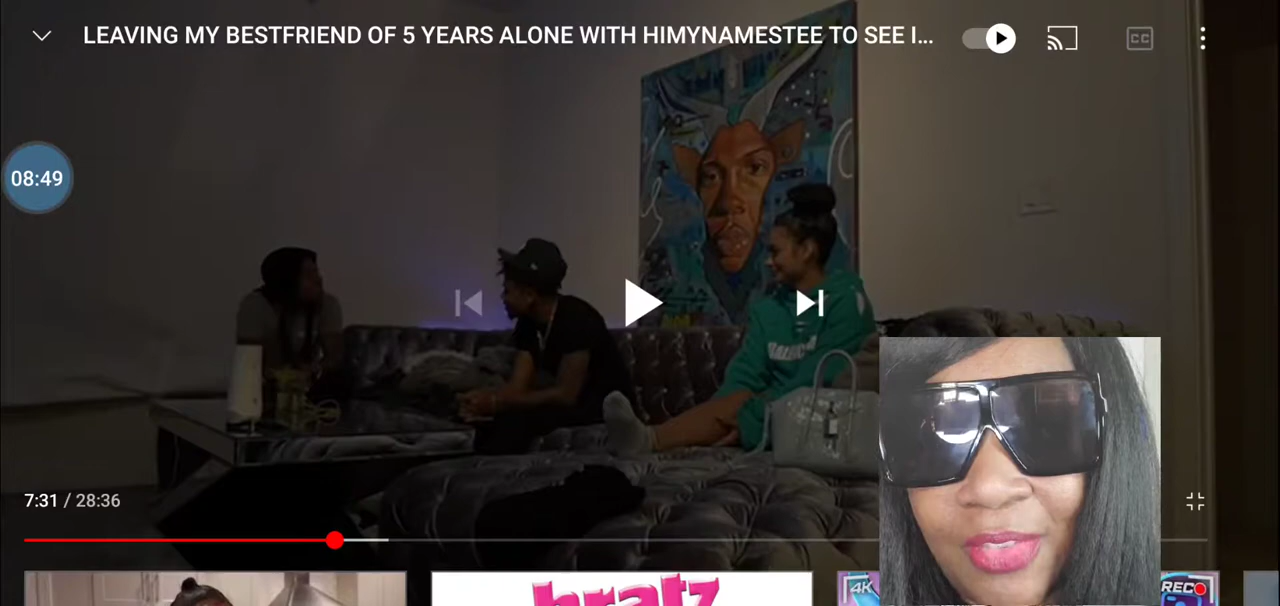 LEAVING MY BESTFRIEND OF 5 YEARS ALONE WITH HIMYNAMESTEE TO SEE I...
CC
08:49
7:31 / 28:36
bratz
4K
REC